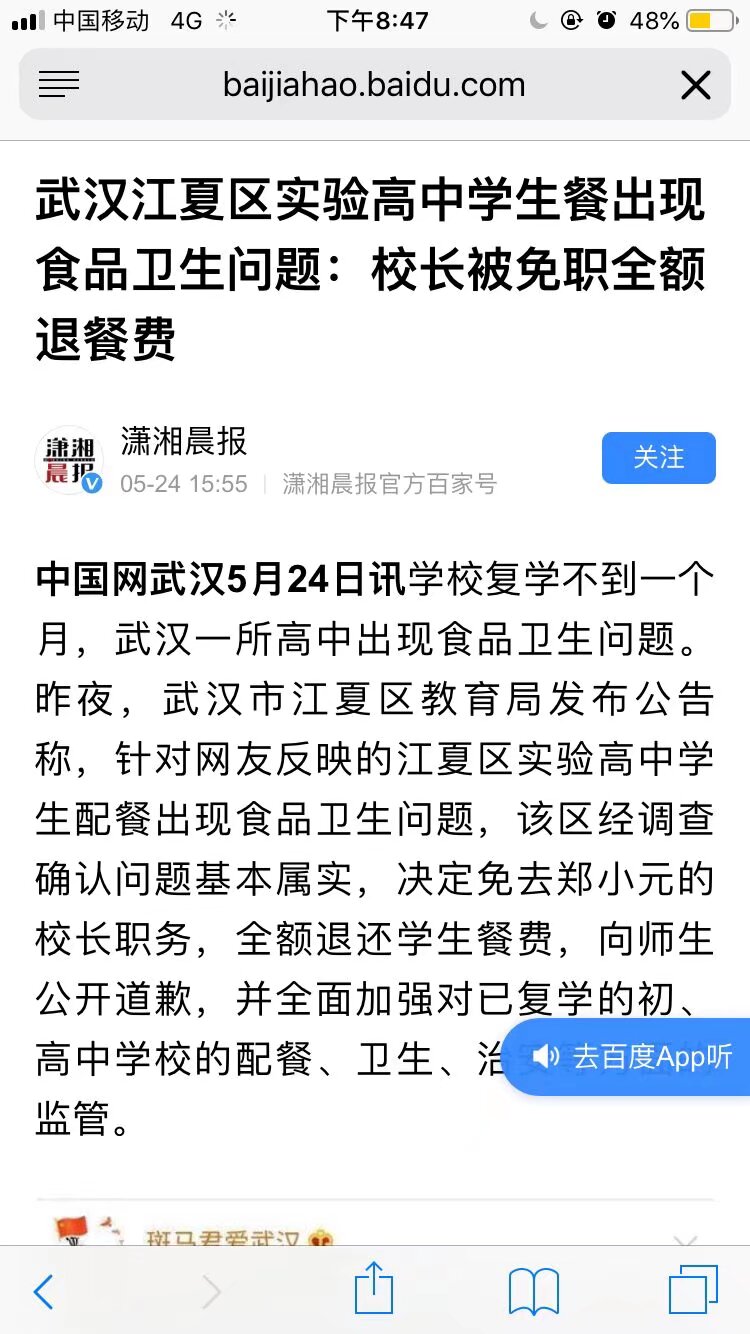 中国移动 4G 下午8:47 48%
baijiahao.baidu.com
武汉江夏区实验高中学生餐出现
食品卫生问题：校长被免职全额
退餐费
潇湘晨报
潇湘晨报
05-24 15:55 潇湘晨报官方百家号
关注
中国网武汉5月24日讯学校复学不到一个
月，武汉一所高中出现食品卫生问题。
昨夜，武汉市江夏区教育局发布公告
称，针对网友反映的江夏区实验高中学
生配餐出现食品卫生问题，该区经调查
确认问题基本属实，决定免去郑小元的
校长职务，全额退还学生餐费，向师生
公开道歉，并全面加强对已复学的初、
高中学校的配餐、卫生、治
去百度App听
监管。
斑马君爱武汉